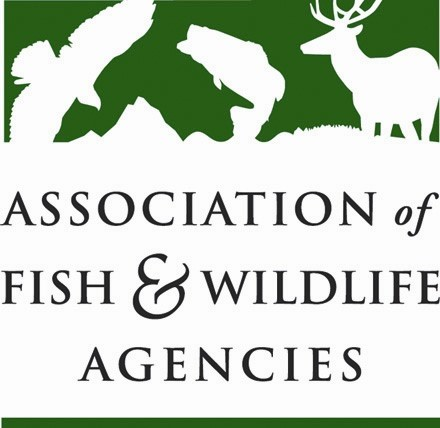 ASSOCIATION of
FISH & WILDLIFE
AGENCIES